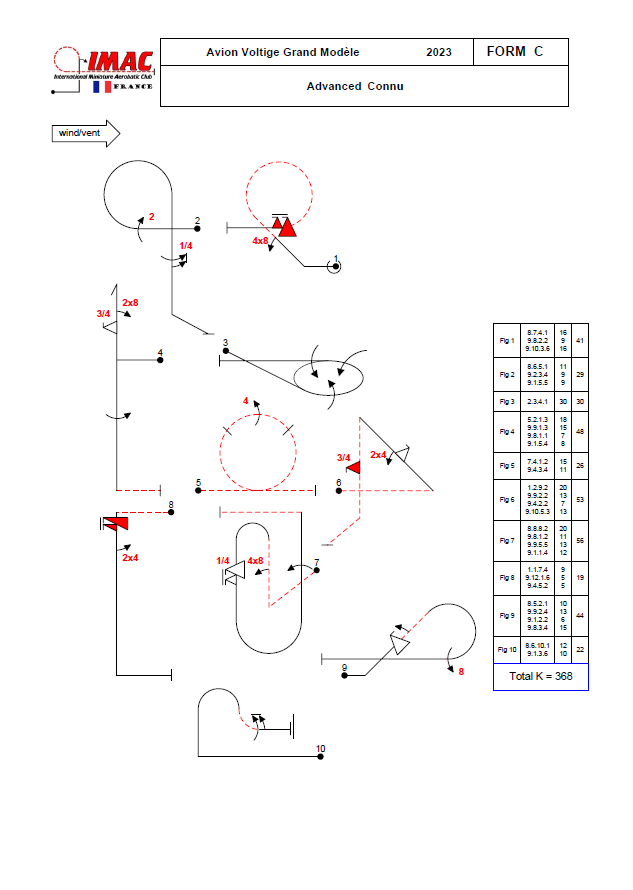 IMAC
International Miniature Aerobatic Club
FRANCE
Avion Voltige Grand Modèle 2023 FORM C
Advanced Connu
wind/vent
2
2
4x8
1/4
1
2x8
3/4
3
4
4
3/4
2x4
5
6
8
2x4
1/4
4x8
7
9
8
10
Fig 1 8.7.4.1 16 41
9.8.2.2 9
9.10.3.6 16
Fig 2 8.6.5.1 11 29
9.2.3.4 9
9.1.5.5 9
Fig 3 2.3.4.1 30 30
Fig 4 5.2.1.3 18 48
9.9.1.3 15
9.8.1.1 7
9.1.5.4 8
Fig 5 7.4.1.2 15 26
9.4.3.4 11
Fig 6 1.2.9.2 20 53
9.9.2.2 13
9.4.2.2 7
9.10.5.3 13
Fig 7 8.8.8.2 20 56
9.8.1.2 11
9.9.5.5 13
9.1.1.4 12
Fig 8 1.1.7.4 9 19
9.12.1.6 5
9.4.5.2 5
Fig 9 8.5.2.1 10 44
9.9.2.4 13
9.1.2.2 6
9.8.3.4 15
Fig 10 8.6.10.1 12 22
9.1.3.6 10
Total K = 368